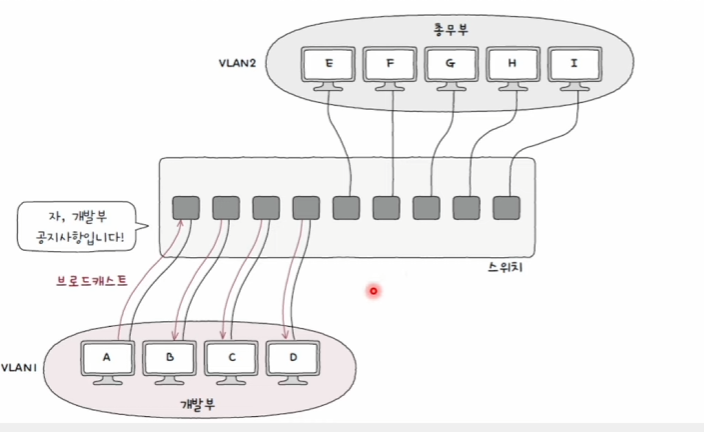 총무부
VLAN2
E F G H I
자, 개발부
공지사항입니다!
스위치
브로드캐스트
VLAN1
A B C D
개발부